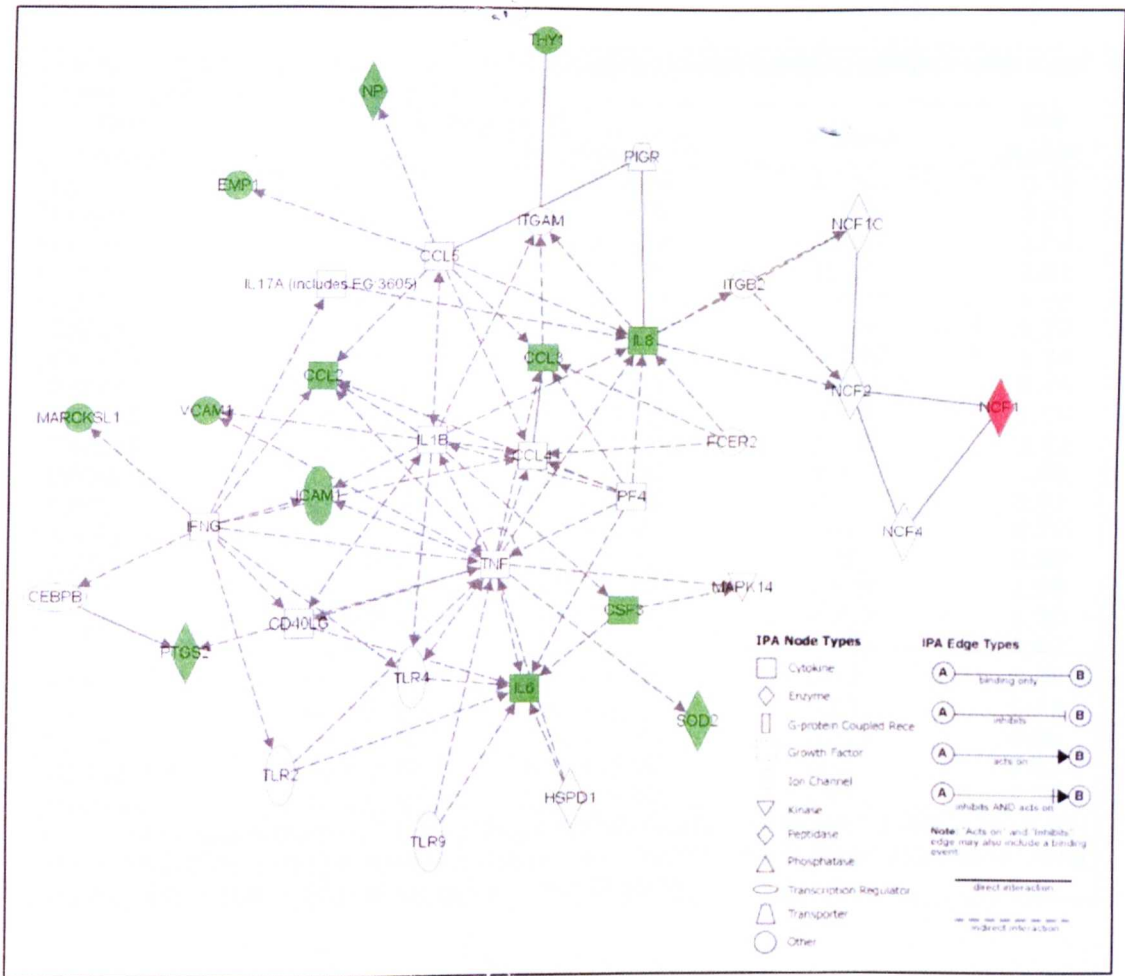 THY1
NP
PIGR
EMP1
ITGAM
NCF1C
CCL5
IL17A (includes EG:3605)
ITGB2
IL8
CCL3
CCL2
NCF2
NCF1
MARCKSL1
VCAM1
IL1B
FCER2
CCL4
ICAM1
PF4
IFNG
NCF4
TNF
MAPK14
CEBPB
CSF3
CD40LG
PTGS2
TLR4
IL6
SOD2
TLR2
HSPD1
TLR9
IPA Node Types
Cytokine
Enzyme
G-protein Coupled Rece
Growth Factor
Ion Channel
Kinase
Peptidase
Phosphatase
Transcription Regulator
Transporter
Other
IPA Edge Types
A binding only B
A inhibits B
A acts on B
A inhibits AND acts on B
Note: "Acts on" and "Inhibits"
edge may also include a binding
event
direct interaction
indirect interaction